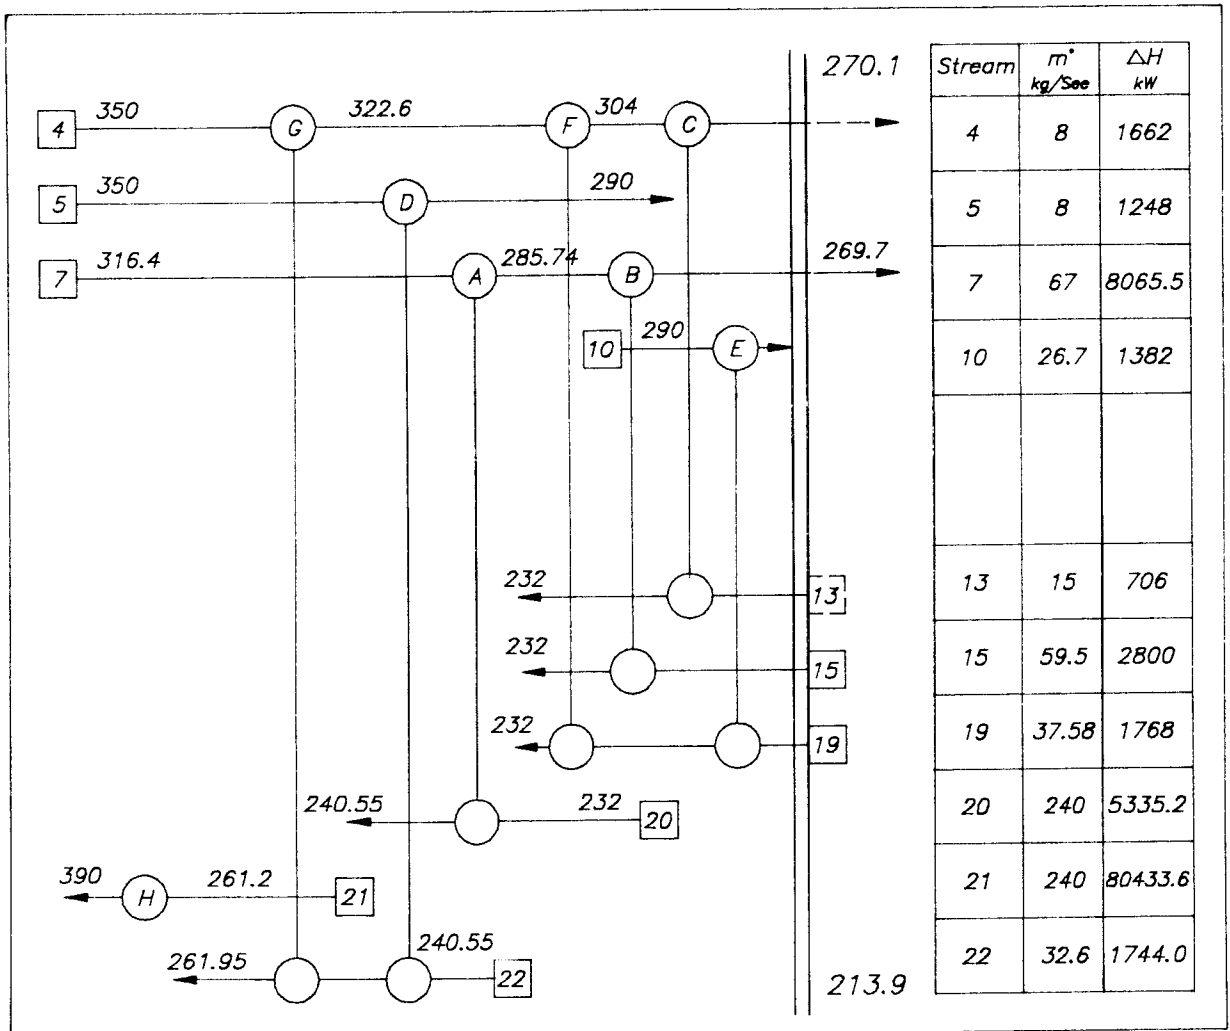 270.1
4 350 G 322.6 F 304 C
5 350 D 290
7 316.4 A 285.74 B 269.7
10 290 E
232 13
232 15
232 19
240.55 232 20
390 H 261.2 21
261.95 240.55 22
213.9
Stream m° kg/See ΔH kW
4 8 1662
5 8 1248
7 67 8065.5
10 26.7 1382
13 15 706
15 59.5 2800
19 37.58 1768
20 240 5335.2
21 240 80433.6
22 32.6 1744.0